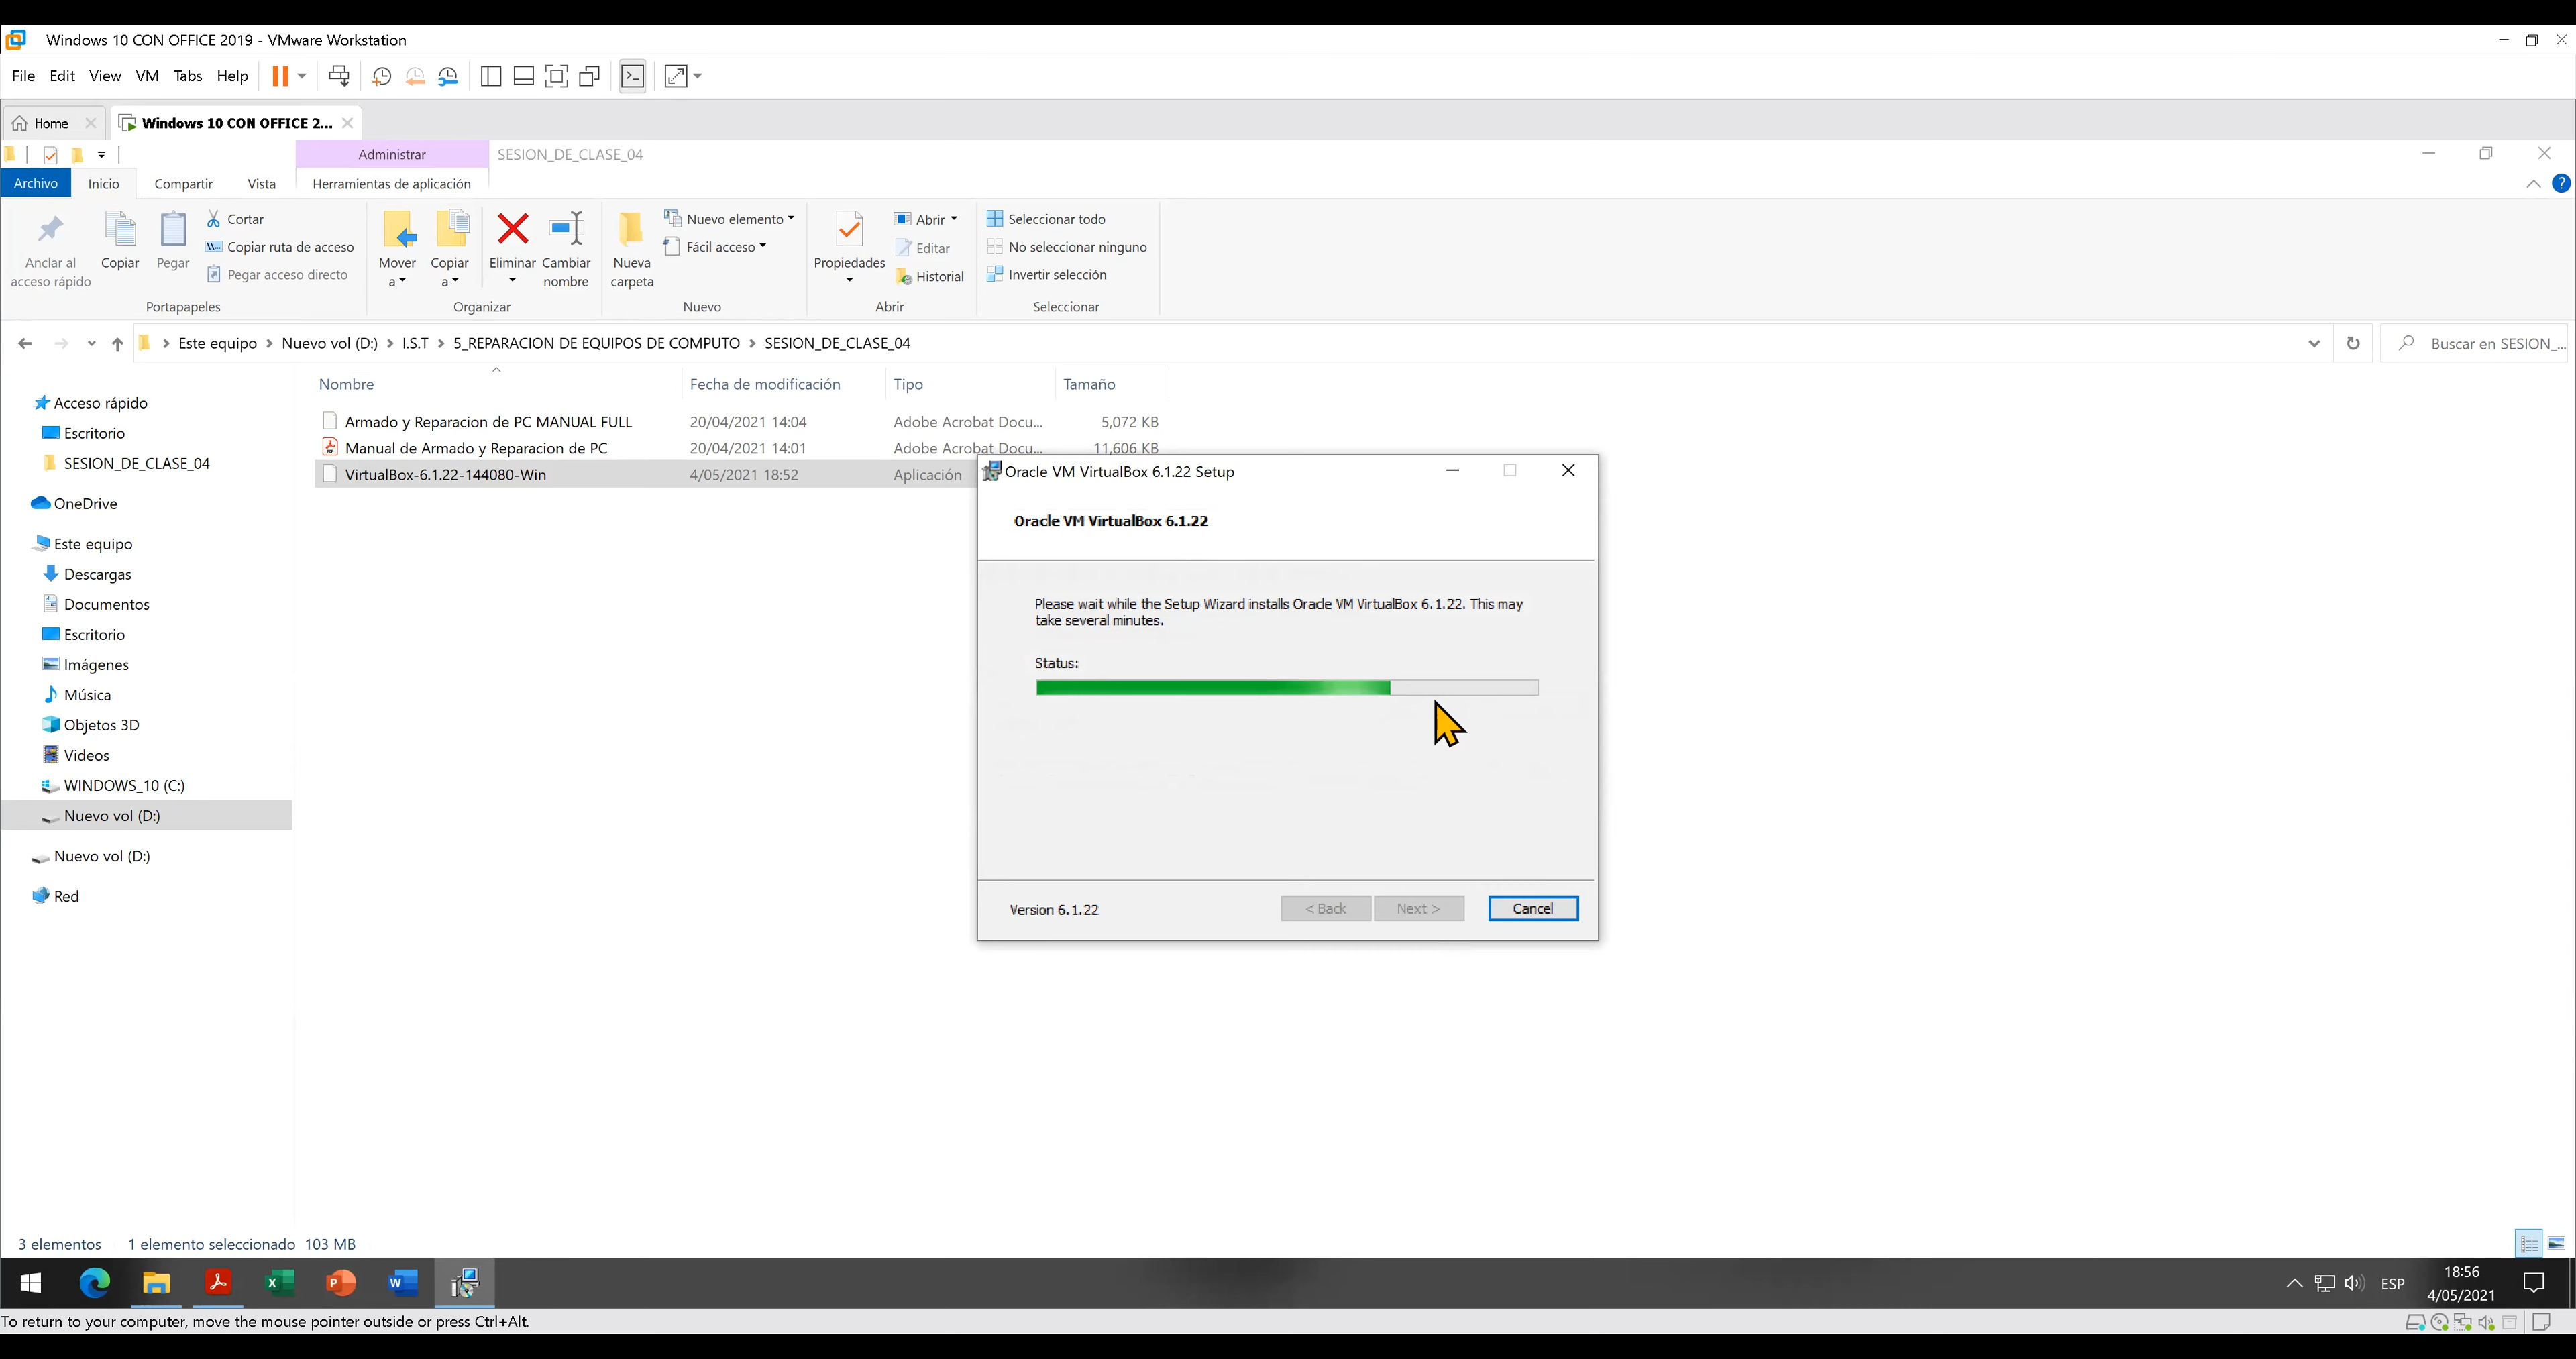 Windows 10 CON OFFICE 2019 - VMware Workstation
File Edit View VM Tabs Help
Home
Windows 10 CON OFFICE 2...
Administrar
SESION_DE_CLASE_04
Archivo
Inicio
Compartir
Vista
Herramientas de aplicación
Anclar al
acceso rápido
Copiar
Pegar
Cortar
Copiar ruta de acceso
Pegar acceso directo
Portapapeles
Mover
a
Copiar
a
Eliminar
Cambiar
nombre
Organizar
Nueva
carpeta
Nuevo elemento
Fácil acceso
Nuevo
Propiedades
Abrir
Editar
Historial
Abrir
Seleccionar todo
No seleccionar ninguno
Invertir selección
Seleccionar
Este equipo > Nuevo vol (D:) > I.S.T > 5_REPARACION DE EQUIPOS DE COMPUTO > SESION_DE_CLASE_04
Buscar en SESION_...
Nombre
Fecha de modificación
Tipo
Tamaño
Armado y Reparacion de PC MANUAL FULL 20/04/2021 14:04 Adobe Acrobat Docu... 5,072 KB
Manual de Armado y Reparacion de PC 20/04/2021 14:01 Adobe Acrobat Docu... 11,606 KB
VirtualBox-6.1.22-144080-Win 4/05/2021 18:52 Aplicación
Acceso rápido
Escritorio
SESION_DE_CLASE_04
OneDrive
Este equipo
Descargas
Documentos
Escritorio
Imágenes
Música
Objetos 3D
Videos
WINDOWS_10 (C:)
Nuevo vol (D:)
Nuevo vol (D:)
Red
Oracle VM VirtualBox 6.1.22 Setup
Oracle VM VirtualBox 6.1.22
Please wait while the Setup Wizard installs Oracle VM VirtualBox 6.1.22. This may
take several minutes.
Status:
Version 6.1.22
< Back
Next >
Cancel
3 elementos
1 elemento seleccionado 103 MB
ESP
18:56
4/05/2021
To return to your computer, move the mouse pointer outside or press Ctrl+Alt.